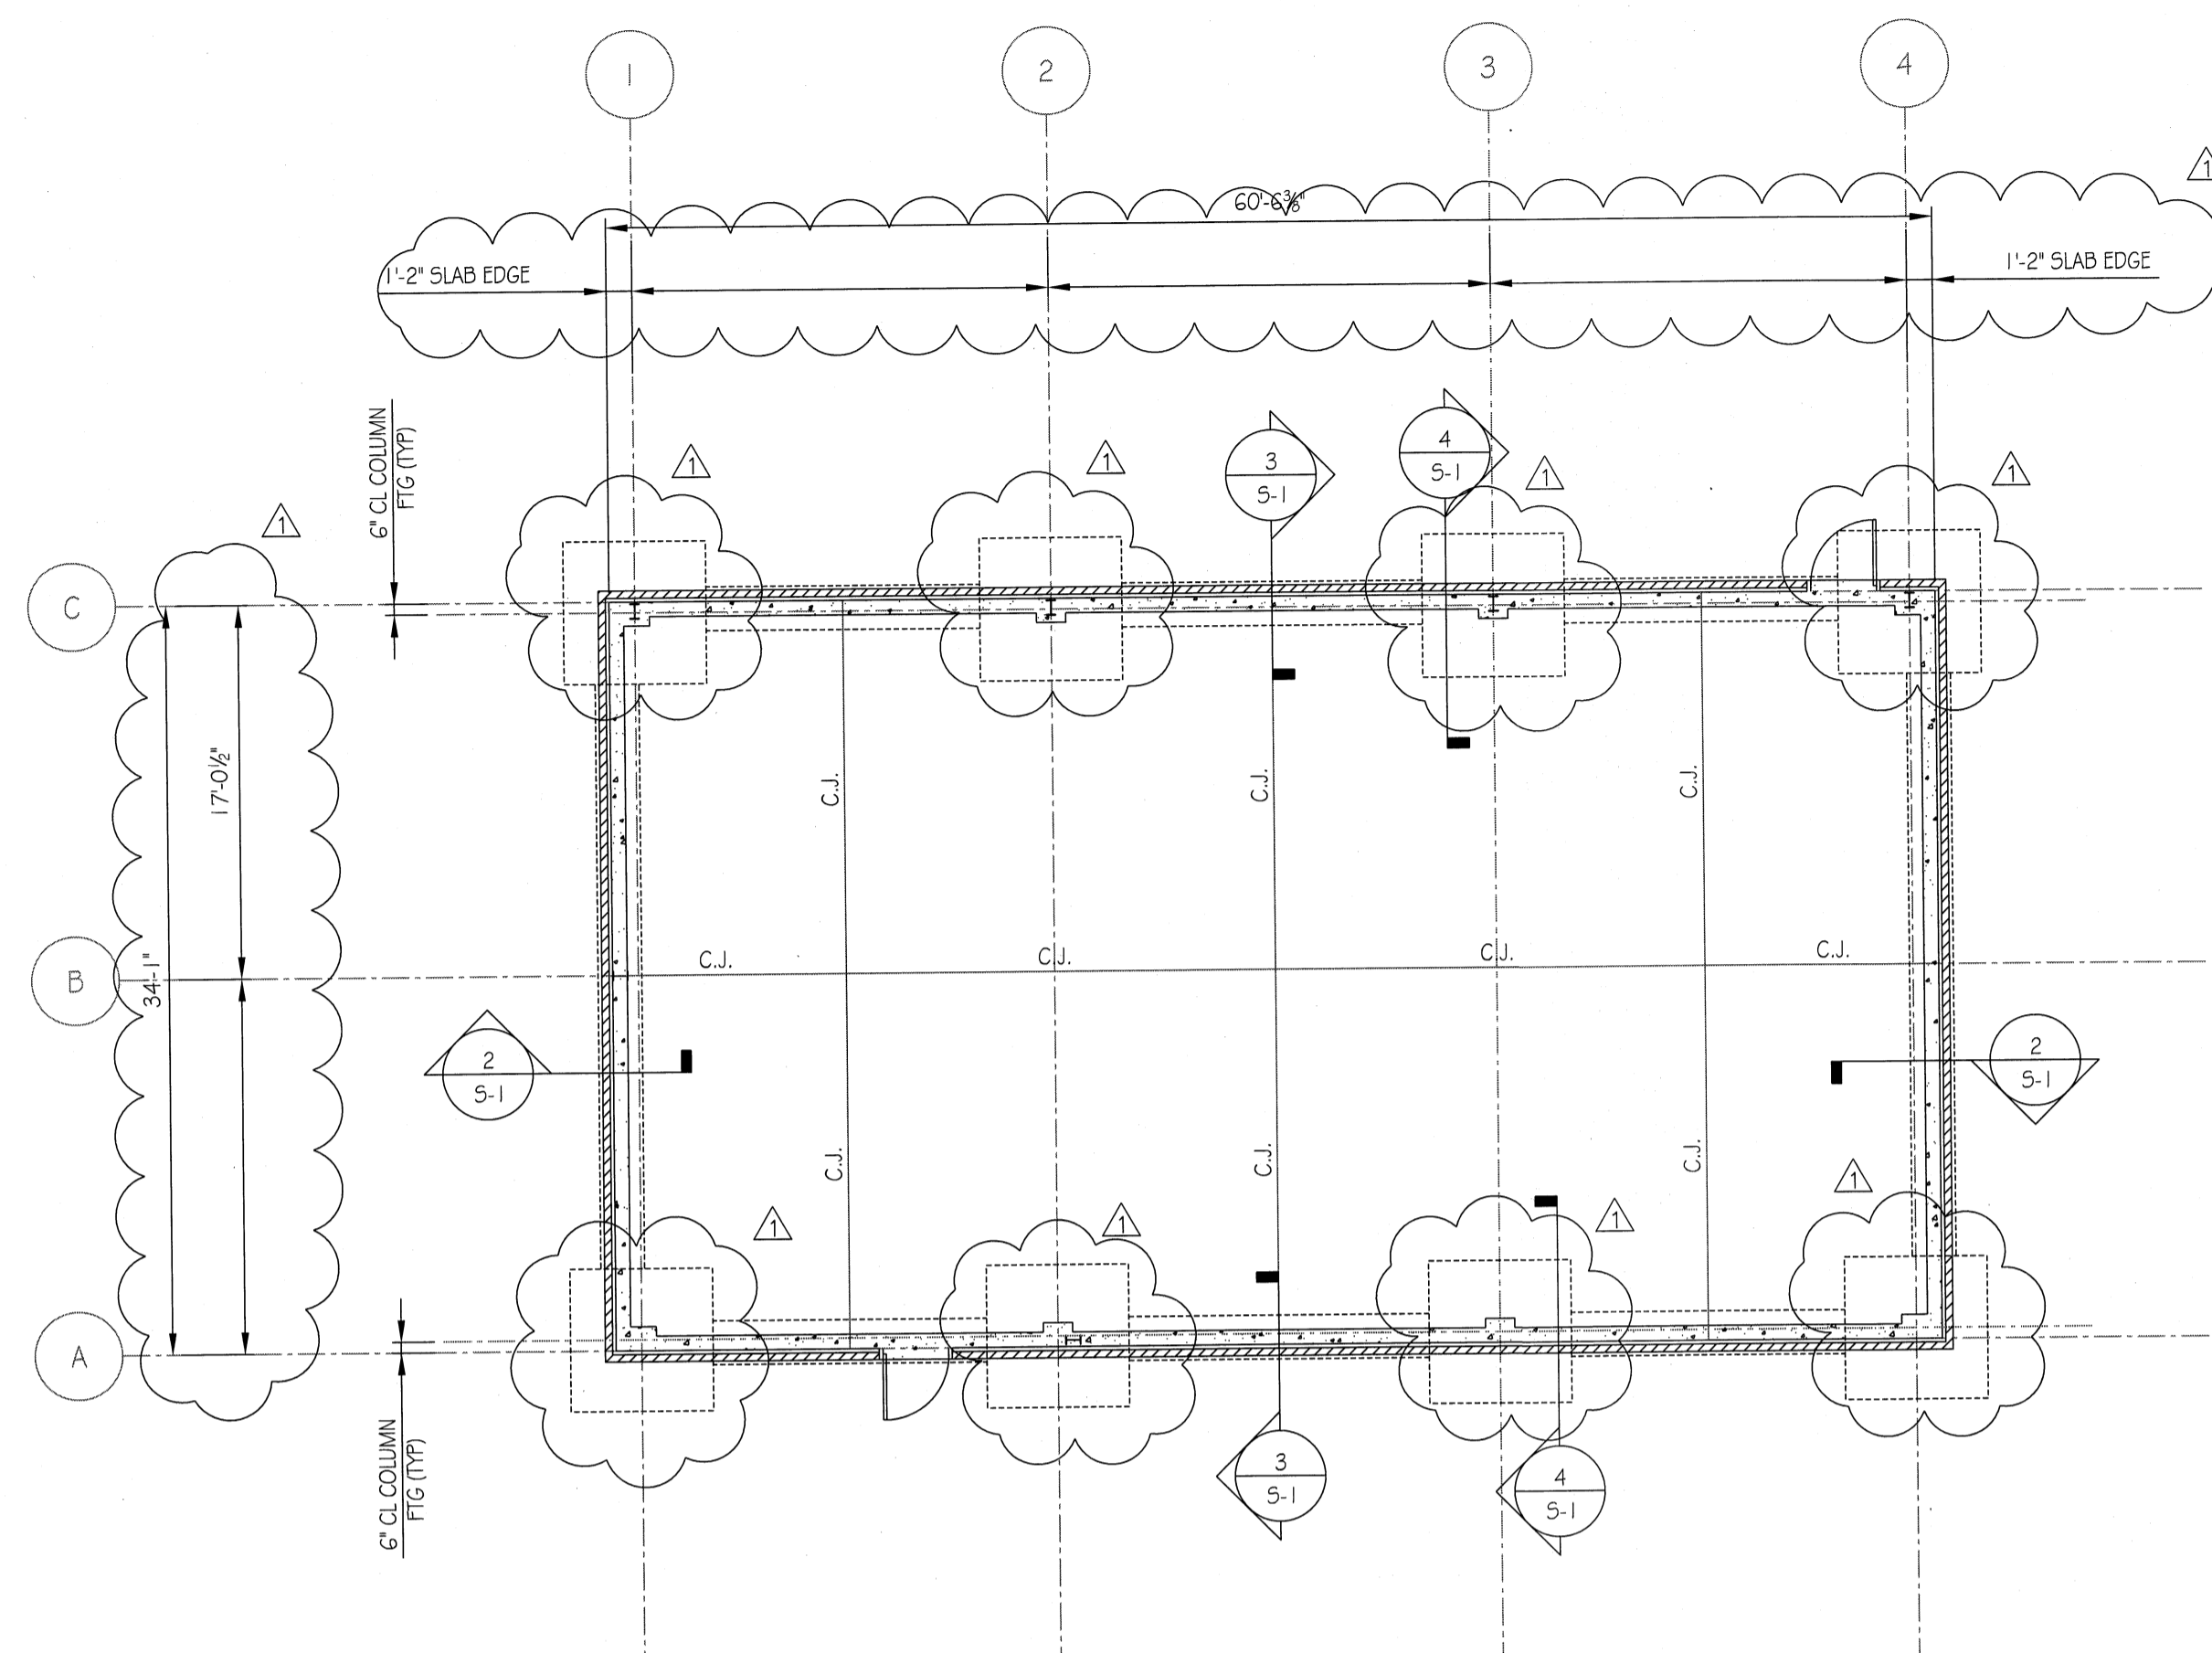 1
2
3
4
1
60'-6⅜"
1'-2" SLAB EDGE
1'-2" SLAB EDGE
6" CL COLUMN
FTG (TYP)
1
1
3
S-1
4
S-1
1
1
1
C
17'-0½"
34'-1"
C.J.
C.J.
C.J.
C.J.
C.J.
C.J.
C.J.
B
2
S-1
2
S-1
C.J.
C.J.
C.J.
1
1
1
1
A
6" CL COLUMN
FTG (TYP)
3
S-1
4
S-1